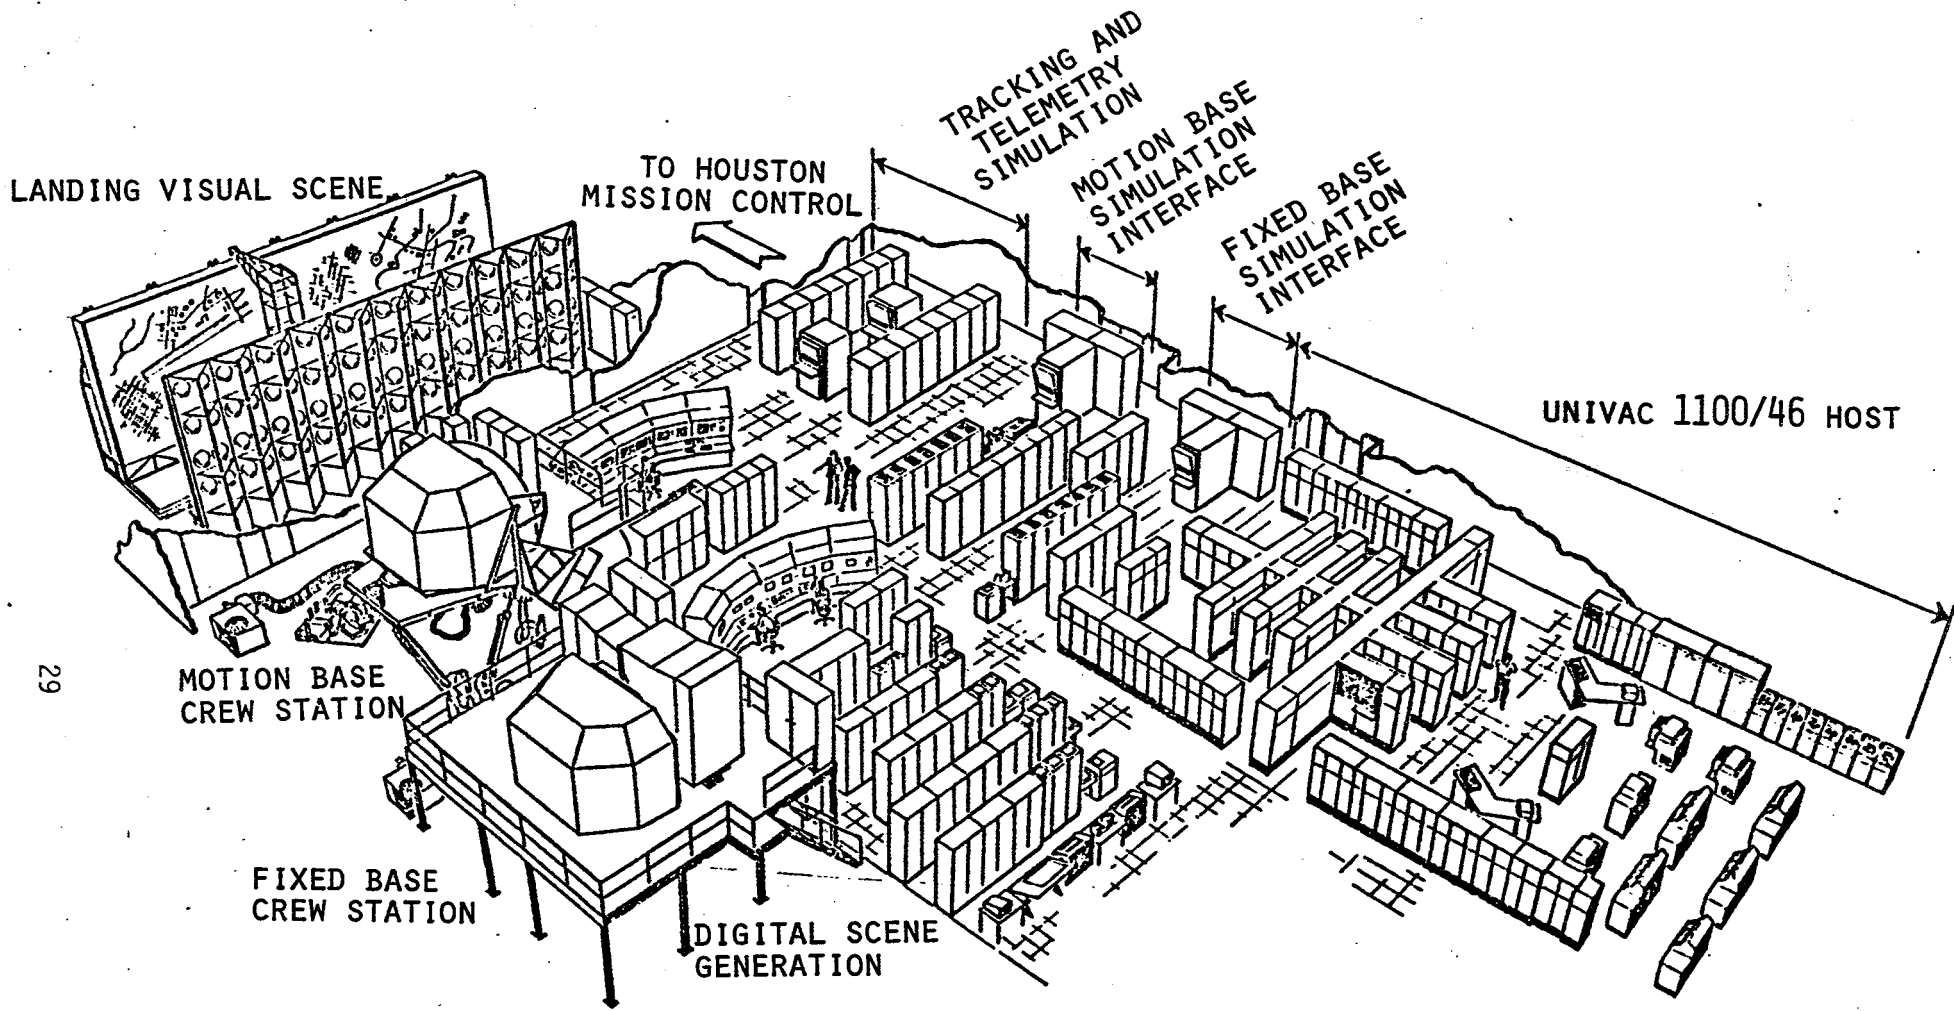 TRACKING AND
TELEMETRY
SIMULATION
MOTION BASE
SIMULATION
INTERFACE
FIXED BASE
SIMULATION
INTERFACE
TO HOUSTON
MISSION CONTROL
LANDING VISUAL SCENE
UNIVAC 1100/46 HOST
MOTION BASE
CREW STATION
29
FIXED BASE
CREW STATION
DIGITAL SCENE
GENERATION